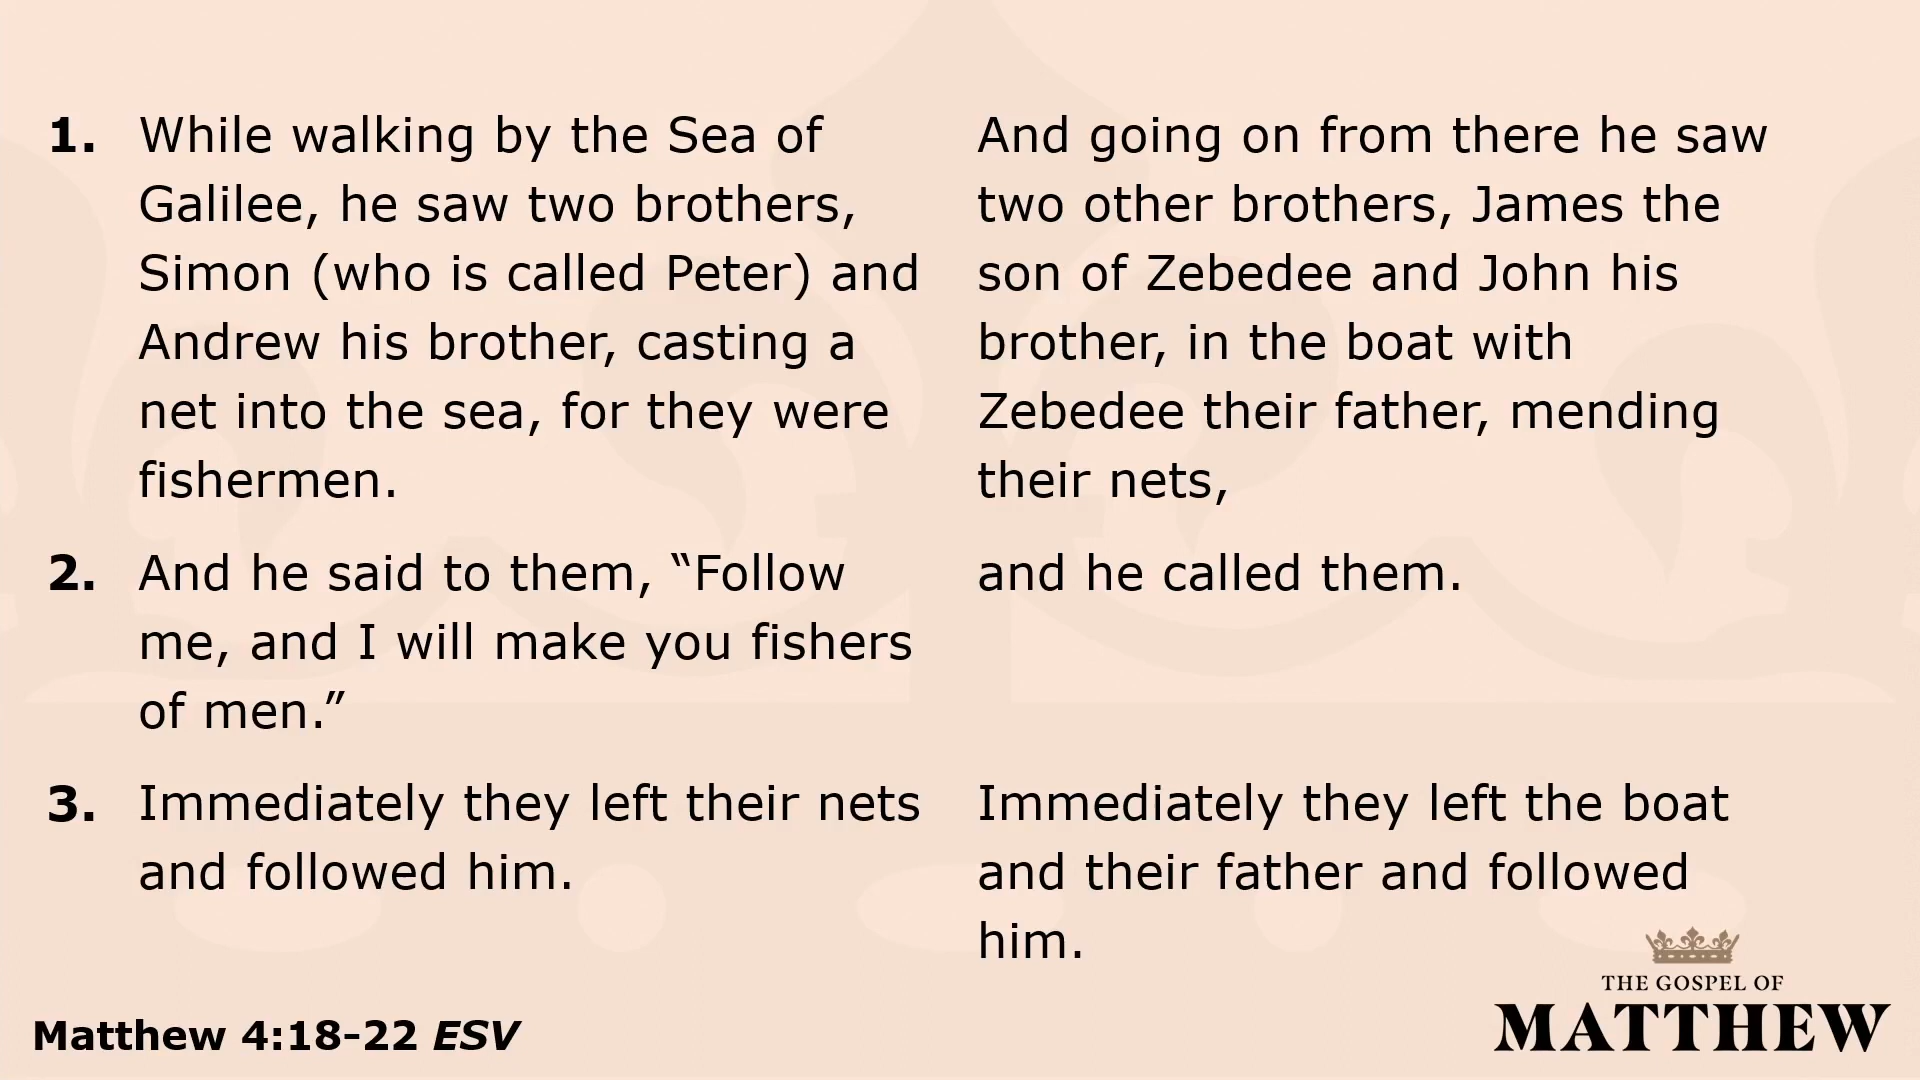 1. While walking by the Sea of
Galilee, he saw two brothers,
Simon (who is called Peter) and
Andrew his brother, casting a
net into the sea, for they were
fishermen.
And going on from there he saw
two other brothers, James the
son of Zebedee and John his
brother, in the boat with
Zebedee their father, mending
their nets,
2. And he said to them, “Follow
me, and I will make you fishers
of men.”
and he called them.
3. Immediately they left their nets
and followed him.
Immediately they left the boat
and their father and followed
him.
Matthew 4:18–22 ESV
THE GOSPEL OF
MATTHEW